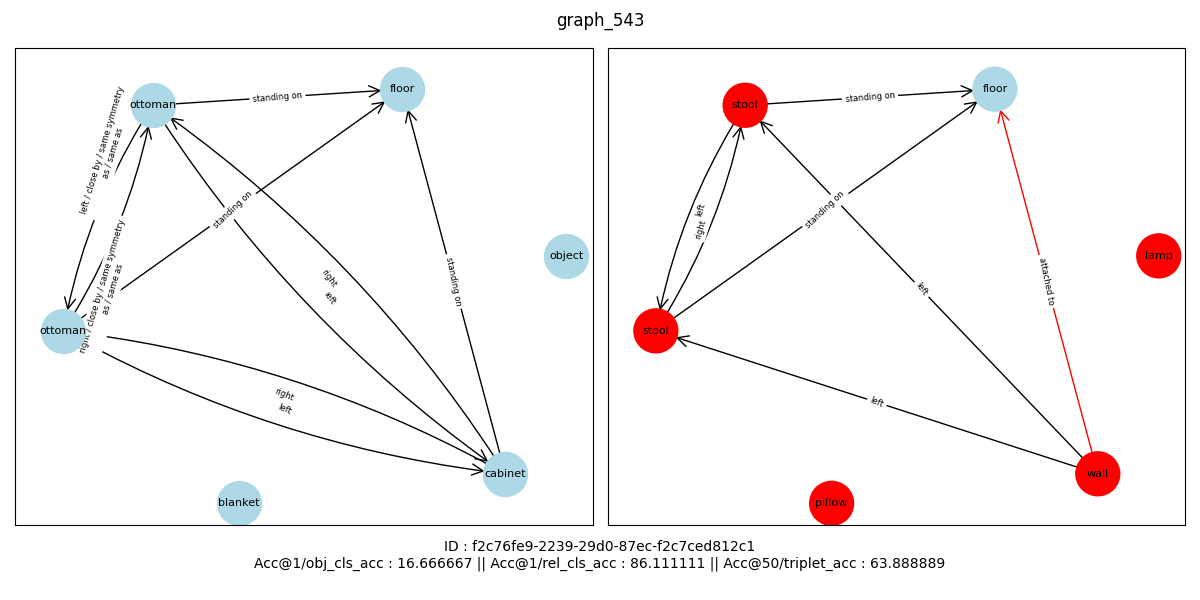 graph_543
ottoman
floor
standing on
left / close by / same symmetry
as / same as
standing on
right / close by / same symmetry
as / same as
object
right
left
standing on
ottoman
right
left
cabinet
blanket
stool
floor
standing on
left
right
standing on
lamp
left
attached to
stool
left
wall
pillow
ID : f2c76fe9-2239-29d0-87ec-f2c7ced812c1
Acc@1/obj_cls_acc : 16.666667 || Acc@1/rel_cls_acc : 86.111111 || Acc@50/triplet_acc : 63.888889